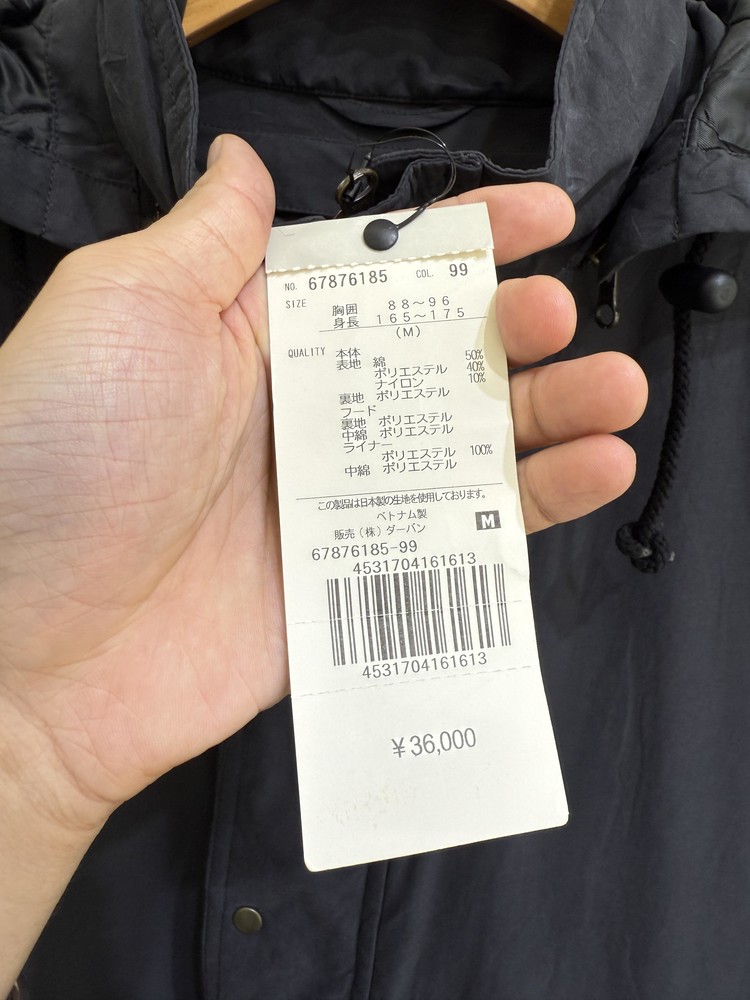 NO. 67876185 COL. 99
SIZE
胸囲 88～96
身長 165～175
(M)
QUALITY 本体
表地 綿 50%
ポリエステル 40%
ナイロン 10%
裏地 ポリエステル
フード
裏地 ポリエステル
中綿 ポリエステル
ライナー
ポリエステル 100%
中綿 ポリエステル
この製品は日本製の生地を使用しております。
ベトナム製
販売(株)ダーバン M
67876185-99
4531704161613
4531704161613
¥36,000